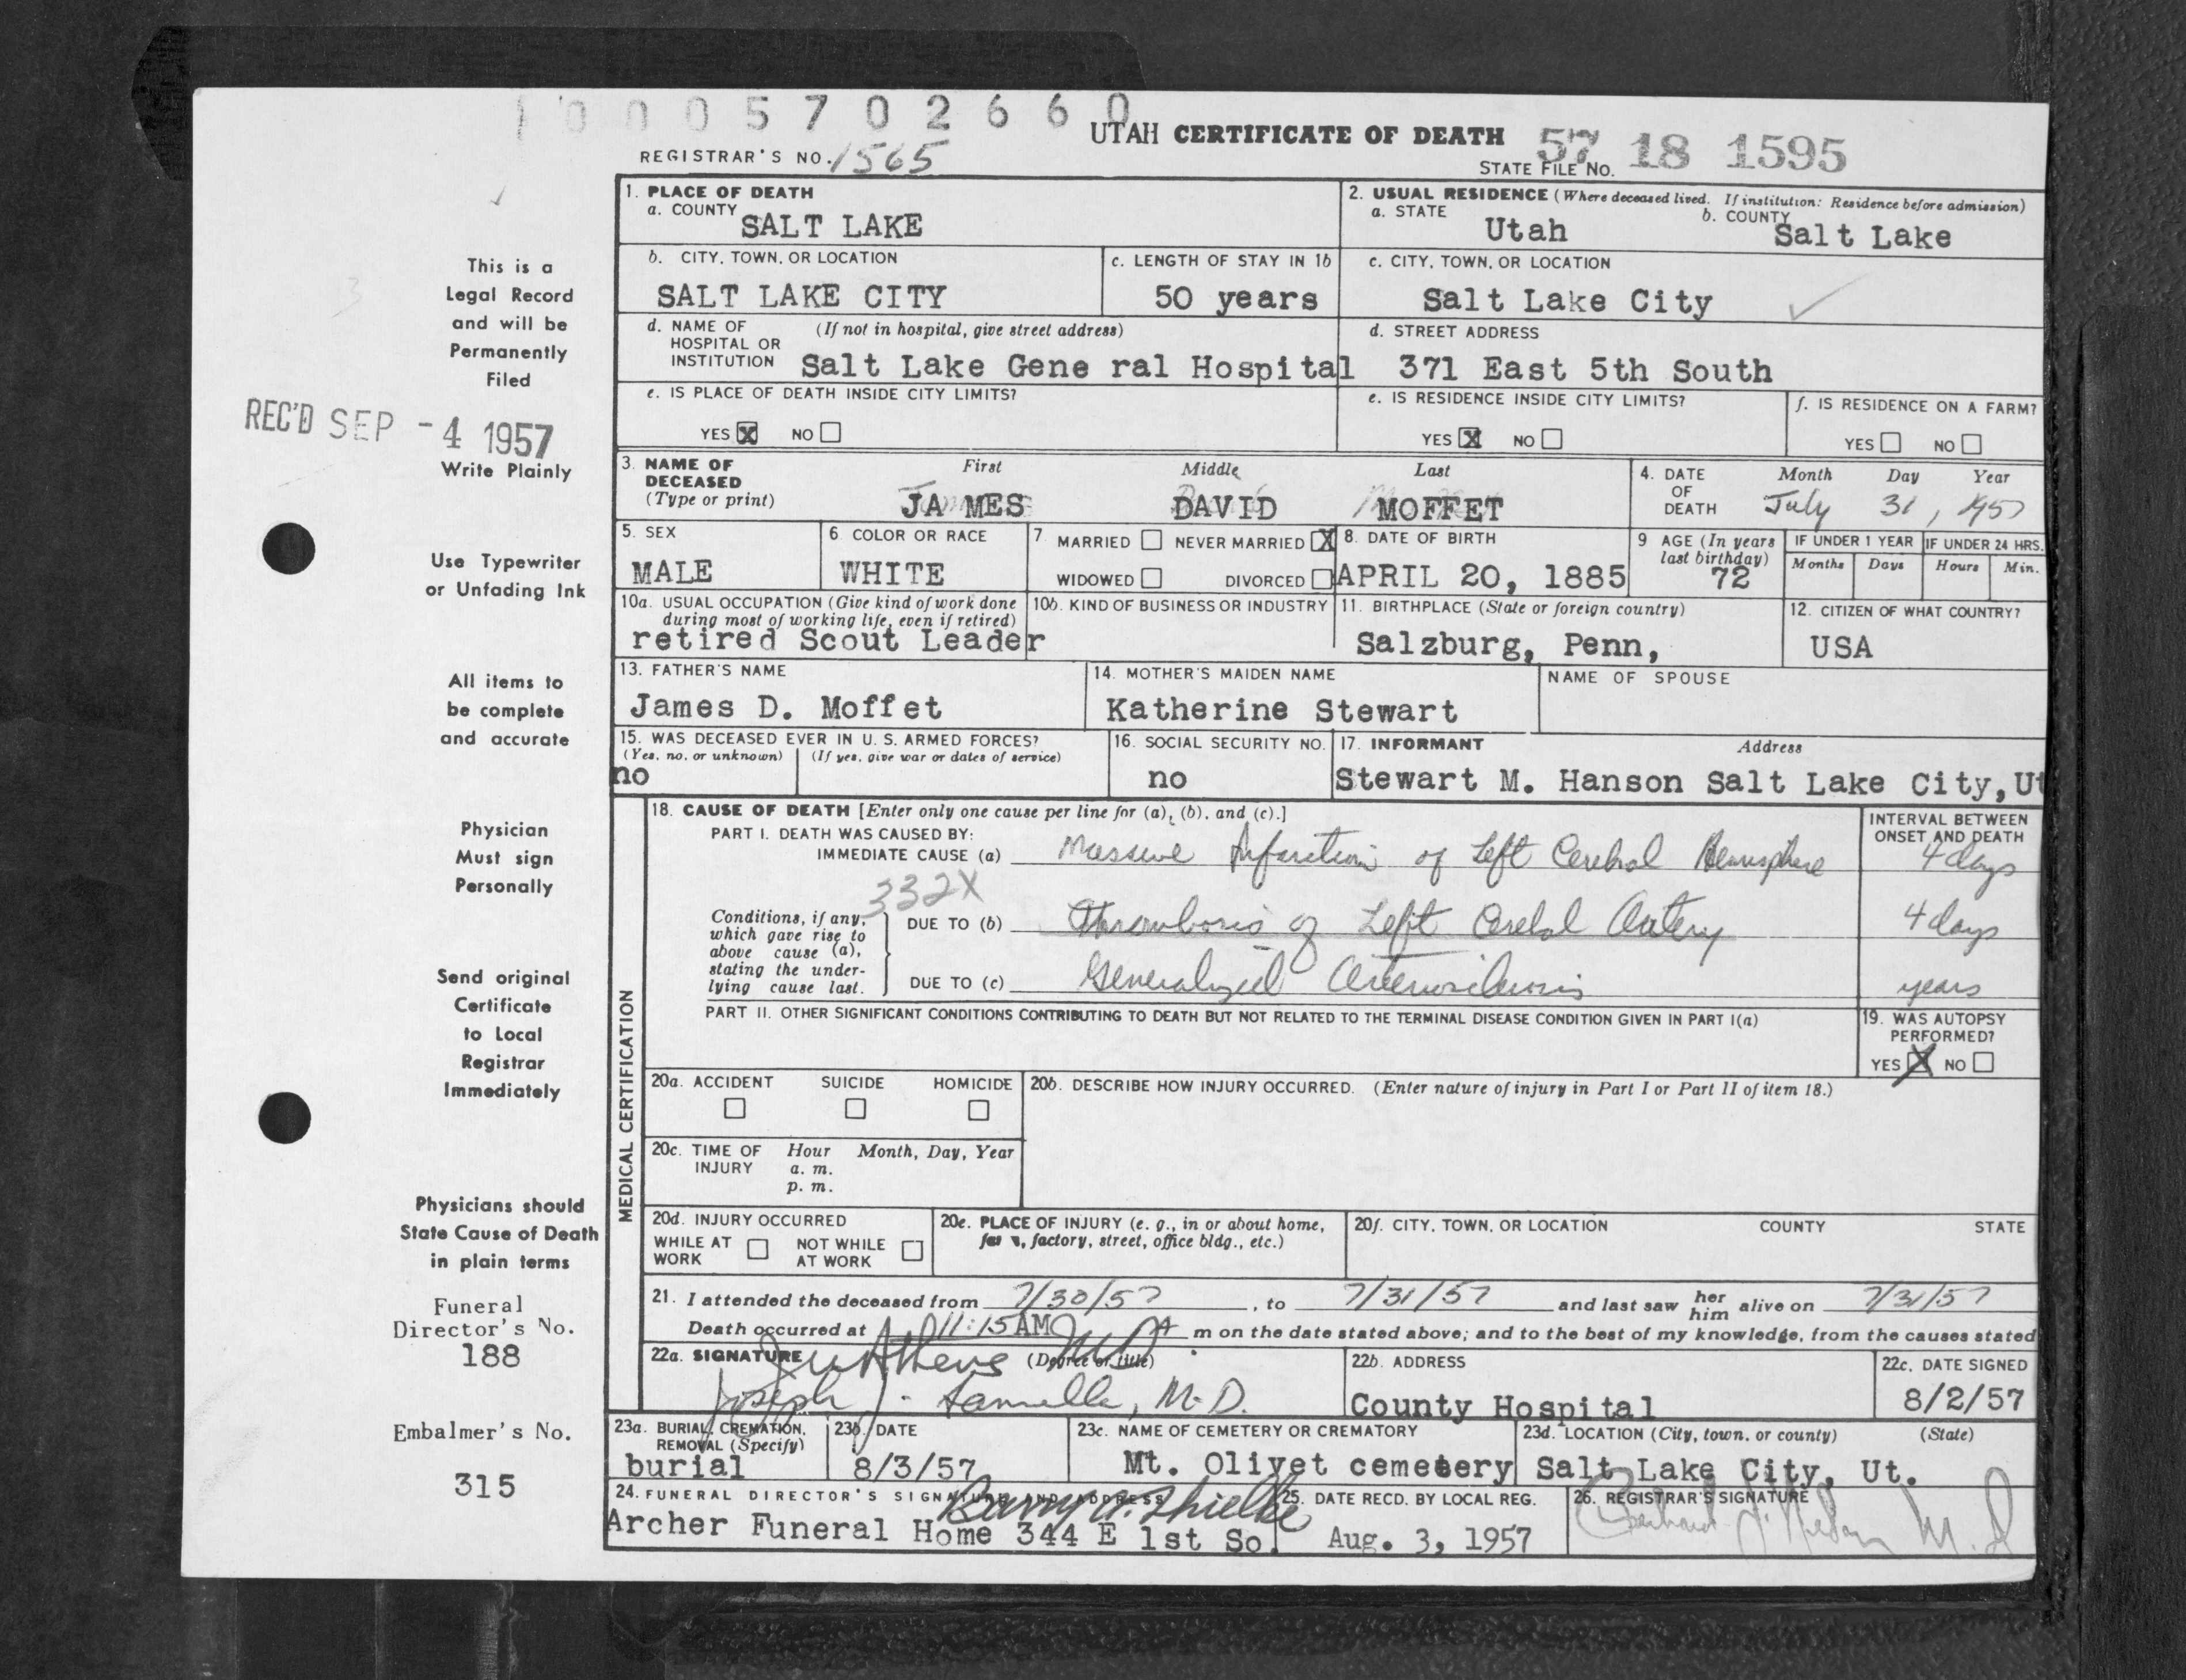 1 0 0 0 5 7 0 2 6 6 0
UTAH CERTIFICATE OF DEATH
REGISTRAR'S NO. 1565
STATE FILE NO. 57 18 1595
1. PLACE OF DEATH
a. COUNTY SALT LAKE
2. USUAL RESIDENCE (Where deceased lived. If institution: Residence before admission)
a. STATE Utah b. COUNTY Salt Lake
b. CITY, TOWN, OR LOCATION SALT LAKE CITY
c. LENGTH OF STAY IN 1b 50 years
c. CITY, TOWN, OR LOCATION Salt Lake City
d. NAME OF HOSPITAL OR INSTITUTION (If not in hospital, give street address) Salt Lake Gene ral Hospital
d. STREET ADDRESS 371 East 5th South
e. IS PLACE OF DEATH INSIDE CITY LIMITS? YES X NO
e. IS RESIDENCE INSIDE CITY LIMITS? YES X NO
f. IS RESIDENCE ON A FARM? YES NO
3. NAME OF DECEASED (Type or print)
First Middle Last
JA MES DAVID MOFFET
4. DATE OF DEATH Month Day Year
July 31, 1957
5. SEX MALE
6. COLOR OR RACE WHITE
7. MARRIED NEVER MARRIED X
WIDOWED DIVORCED
8. DATE OF BIRTH APRIL 20, 1885
9 AGE (In years last birthday) 72
IF UNDER 1 YEAR Months Days
IF UNDER 24 HRS. Hours Min.
10a. USUAL OCCUPATION (Give kind of work done during most of working life, even if retired)
retired Scout Leader
10b. KIND OF BUSINESS OR INDUSTRY
11. BIRTHPLACE (State or foreign country) Salzburg, Penn,
12. CITIZEN OF WHAT COUNTRY? USA
13. FATHER'S NAME James D. Moffet
14. MOTHER'S MAIDEN NAME Katherine Stewart
NAME OF SPOUSE
15. WAS DECEASED EVER IN U. S. ARMED FORCES?
(Yes, no, or unknown) (If yes, give war or dates of service)
no
16. SOCIAL SECURITY NO. no
17. INFORMANT Address
Stewart M. Hanson Salt Lake City, Ut
MEDICAL CERTIFICATION
18. CAUSE OF DEATH [Enter only one cause per line for (a), (b), and (c).]
INTERVAL BETWEEN ONSET AND DEATH
PART I. DEATH WAS CAUSED BY:
IMMEDIATE CAUSE (a) Massive Infarction of Left Cerebral Hemisphere 4 days
332X
Conditions, if any, which gave rise to above cause (a), stating the underlying cause last.
DUE TO (b) Thrombosis of Left Cerebral Artery 4 days
DUE TO (c) Generalized Arteriosclerosis years
PART II. OTHER SIGNIFICANT CONDITIONS CONTRIBUTING TO DEATH BUT NOT RELATED TO THE TERMINAL DISEASE CONDITION GIVEN IN PART I(a)
19. WAS AUTOPSY PERFORMED? YES X NO
20a. ACCIDENT SUICIDE HOMICIDE
20b. DESCRIBE HOW INJURY OCCURRED. (Enter nature of injury in Part I or Part II of item 18.)
20c. TIME OF INJURY Hour Month, Day, Year
a. m.
p. m.
20d. INJURY OCCURRED
WHILE AT WORK NOT WHILE AT WORK
20e. PLACE OF INJURY (e. g., in or about home, farm, factory, street, office bldg., etc.)
20f. CITY, TOWN, OR LOCATION COUNTY STATE
21. I attended the deceased from 7/30/57, to 7/31/57 and last saw her him alive on 7/31/57
Death occurred at 11:15 AM A m on the date stated above; and to the best of my knowledge, from the causes stated
22a. SIGNATURE (Degree or title) MD
Joseph J. M.D.
22b. ADDRESS County Hospital
22c. DATE SIGNED 8/2/57
23a. BURIAL, CREMATION, REMOVAL (Specify) burial
23b. DATE 8/3/57
23c. NAME OF CEMETERY OR CREMATORY Mt. Olivet cemetery
23d. LOCATION (City, town, or county) (State)
Salt Lake City, Ut.
24. FUNERAL DIRECTOR'S SIGNATURE AND ADDRESS
Archer Funeral Home 344 E 1st So.
25. DATE RECD. BY LOCAL REG. Aug. 3, 1957
26. REGISTRAR'S SIGNATURE
M. D
This is a
Legal Record
and will be
Permanently
Filed
REC'D SEP -4 1957
Write Plainly
Use Typewriter
or Unfading Ink
All items to
be complete
and accurate
Physician
Must sign
Personally
Send original
Certificate
to Local
Registrar
Immediately
Physicians should
State Cause of Death
in plain terms
Funeral
Director's No.
188
Embalmer's No.
315